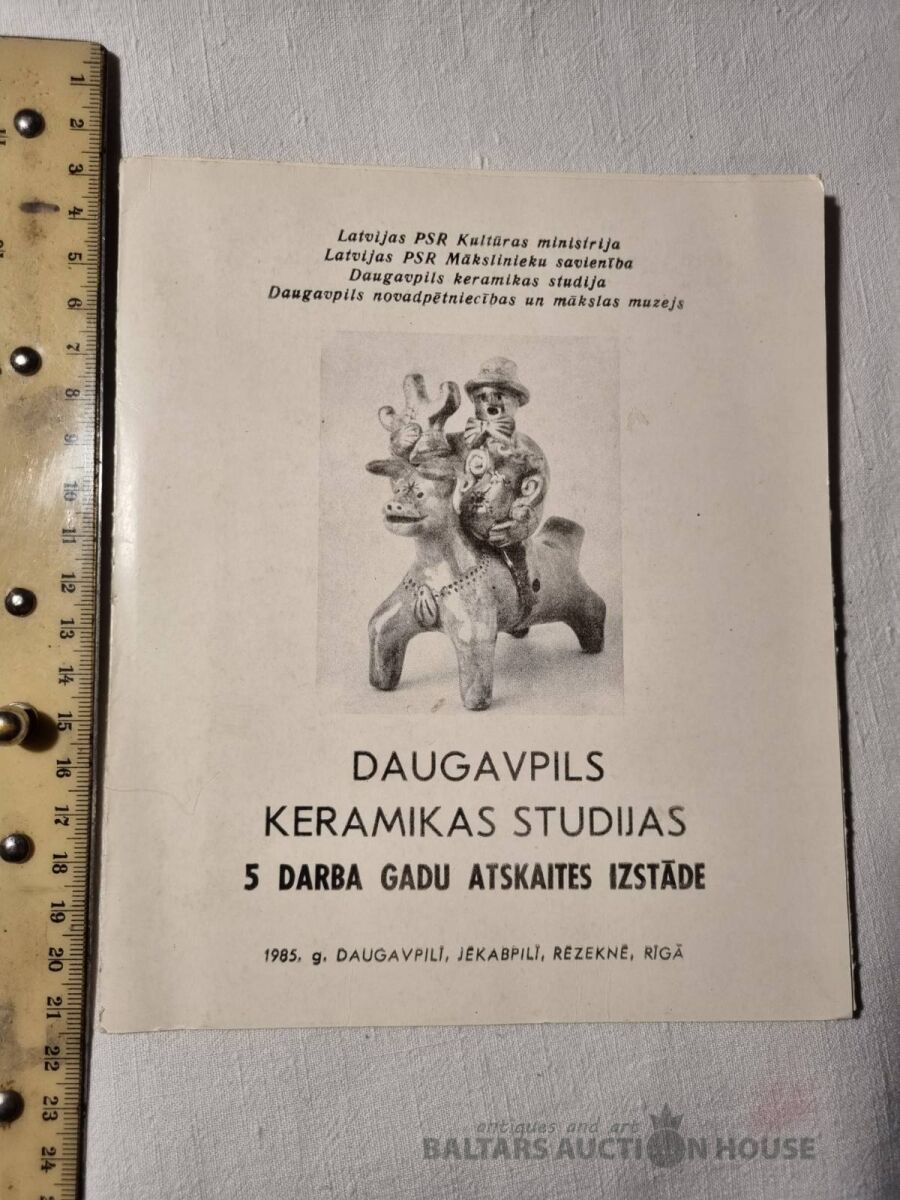 Latvijas PSR Kultūras ministrija
Latvijas PSR Mākslinieku savienība
Daugavpils keramikas studija
Daugavpils novadpētniecības un mākslas muzejs
DAUGAVPILS
KERAMIKAS STUDIJAS
5 DARBA GADU ATSKAITES IZSTĀDE
1985. g. DAUGAVPILĪ, JĒKABPILĪ, RĒZEKNĒ, RĪGĀ
1
2
3
4
5
6
7
8
9
10
11
12
13
14
15
16
17
18
19
20
21
22
23
24
antiques and art
BALTARS AUCTION HOUSE